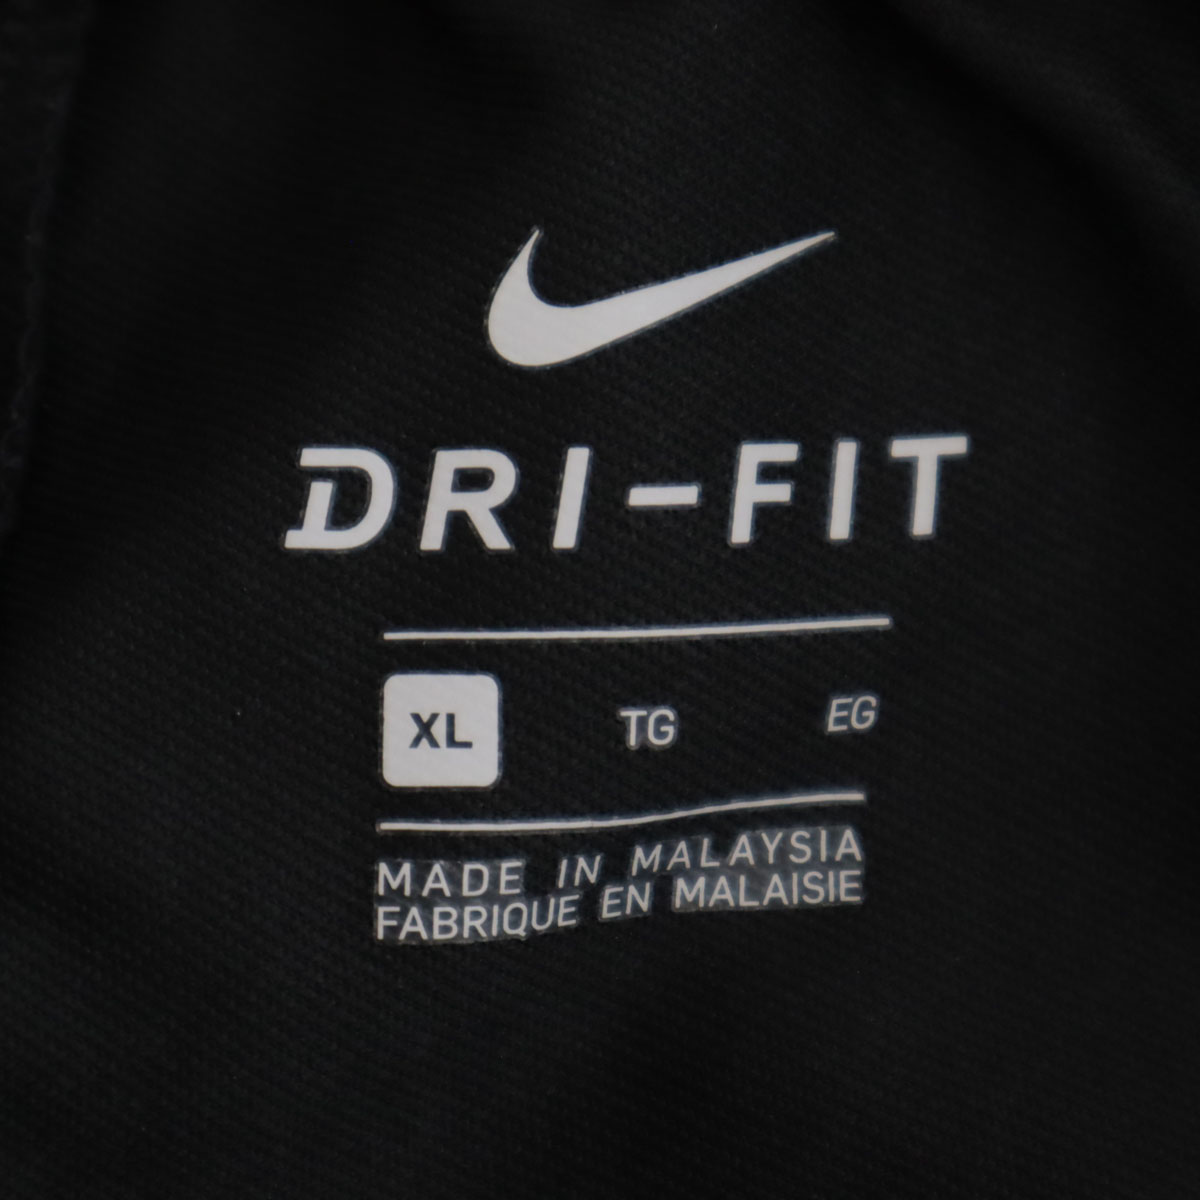 DRI-FIT
XL TG EG
MADE IN MALAYSIA
FABRIQUE EN MALAISIE